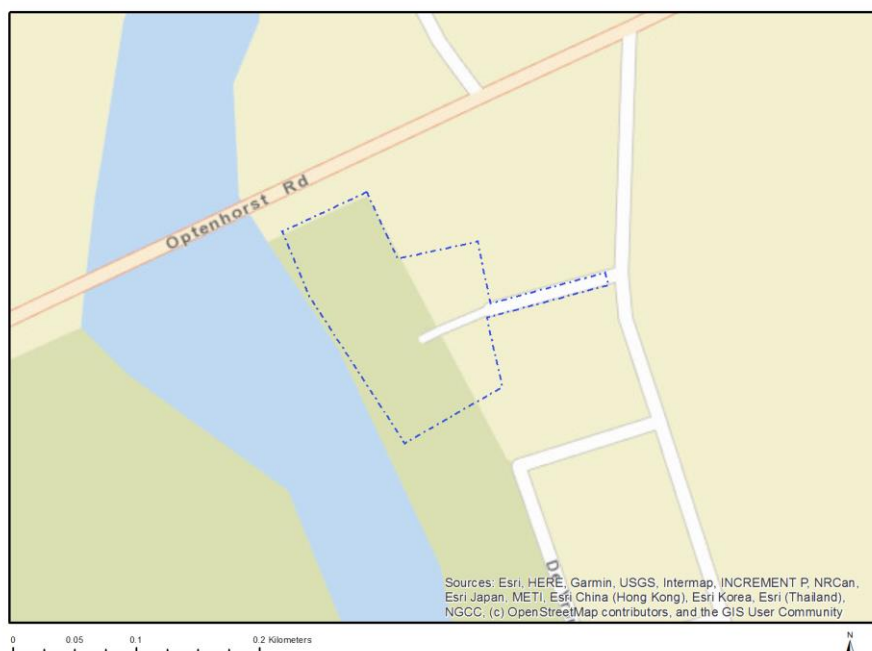 Optenhorst Rd
Sources: Esri, HERE, Garmin, USGS, Intermap, INCREMENT P, NRCan,
Esri Japan, METI, Esri China (Hong Kong), Esri Korea, Esri (Thailand),
NGCC, (c) OpenStreetMap contributors, and the GIS User Community
0 0.05 0.1 0.2 Kilometers
N